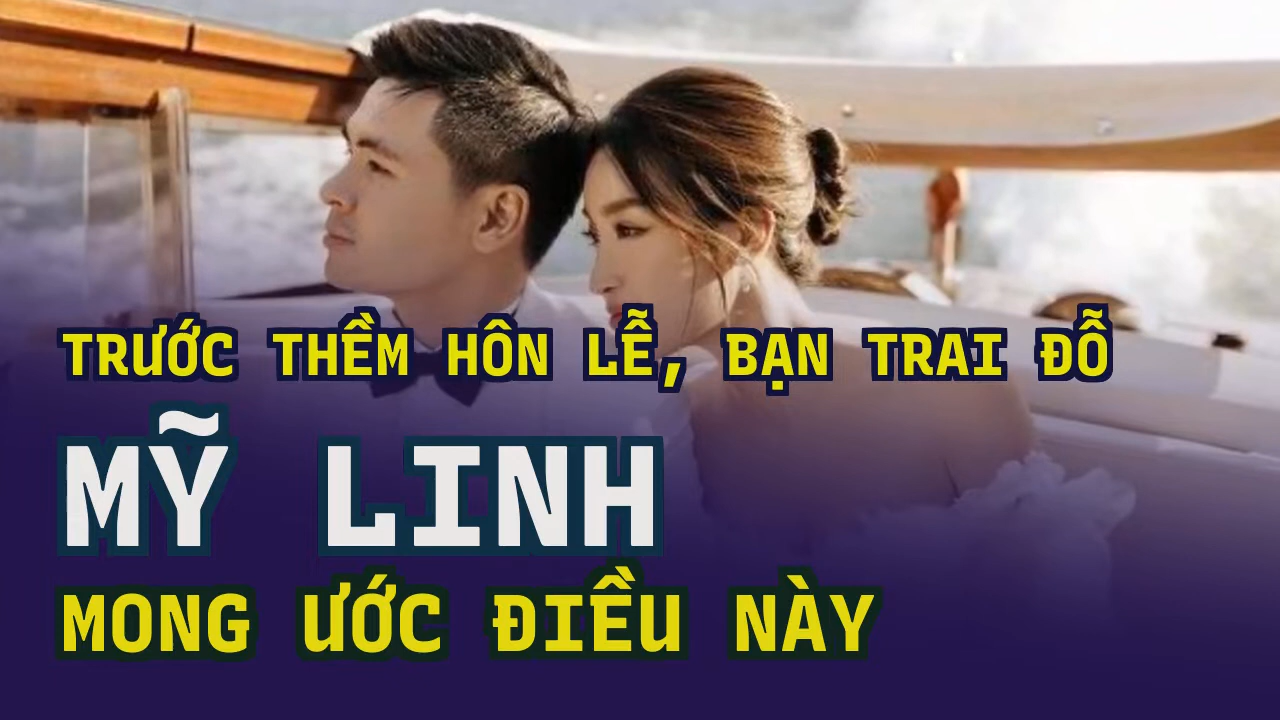 TRƯỚC THỀM HÔN LỄ, BẠN TRAI ĐỖ
MỸ LINH
MONG ƯỚC ĐIỀU NÀY